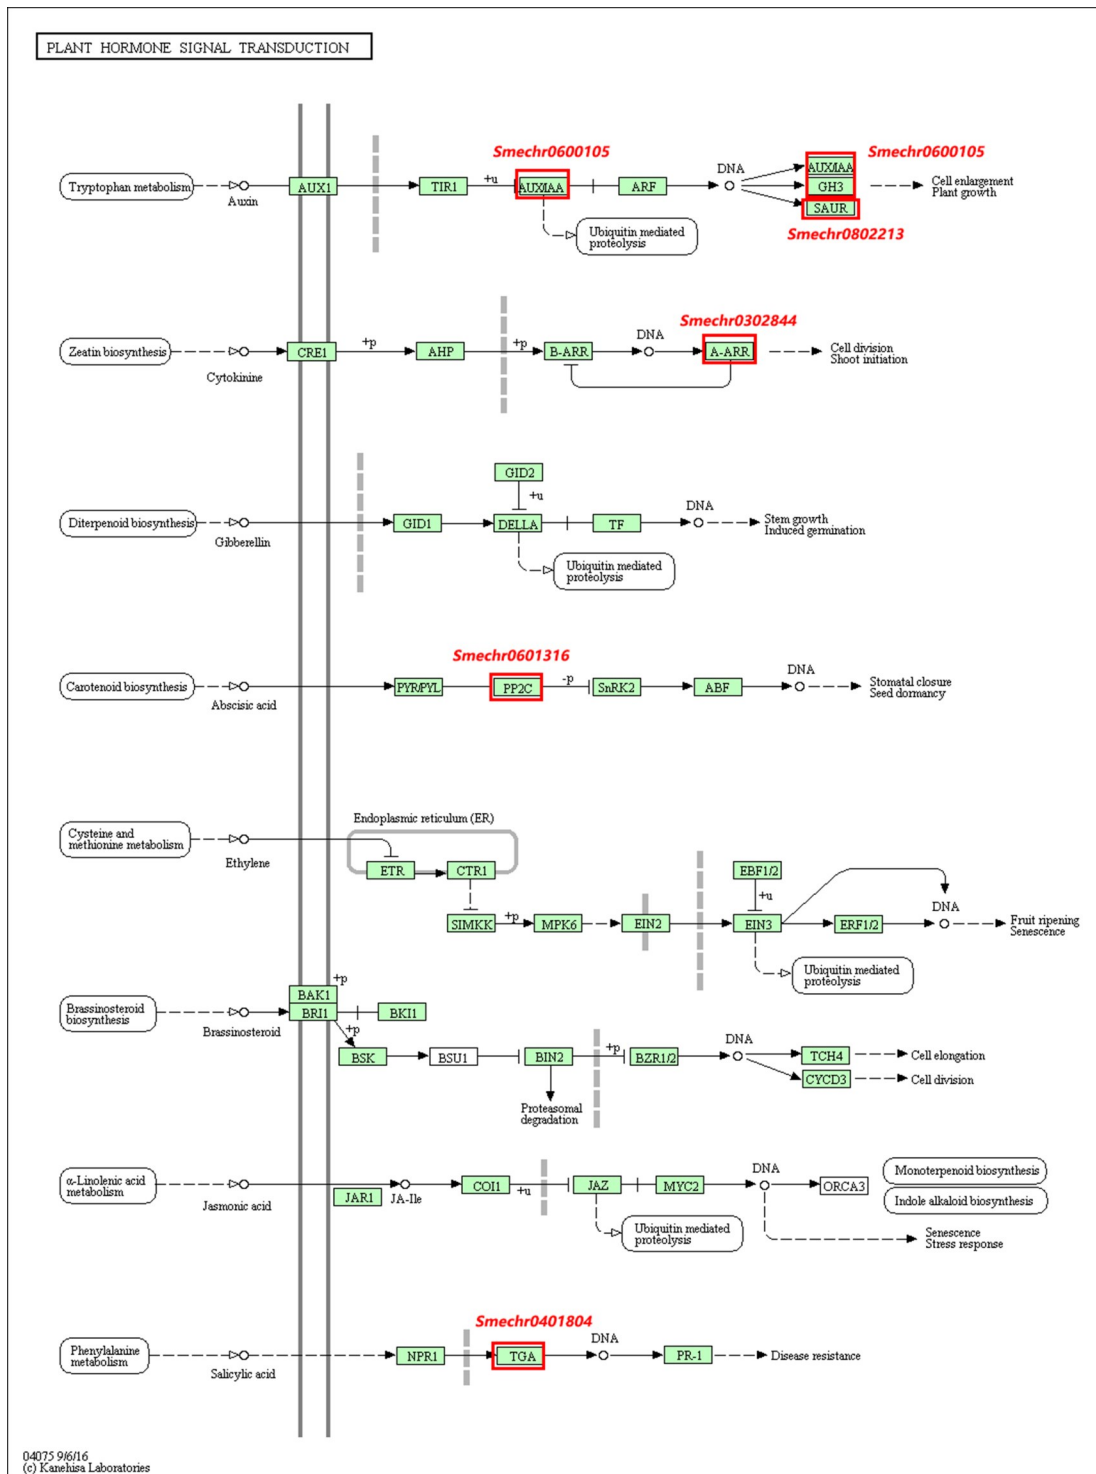 PLANT HORMONE SIGNAL TRANSDUCTION
Smechr0600105
Smechr0600105
Tryptophan metabolism
Auxin
AUX1
TIR1
+u
AUX/IAA
ARF
DNA
AUX/IAA
GH3
SAUR
Cell enlargement
Plant growth
Ubiquitin mediated
proteolysis
Smechr0802213
Smechr0302844
Zeatin biosynthesis
Cytokinine
CRE1
+p
AHP
+p
B-ARR
DNA
A-ARR
Cell division
Shoot initiation
GID2
+u
Diterpenoid biosynthesis
Gibberellin
GID1
DELLA
TF
DNA
Stem growth
Induced germination
Ubiquitin mediated
proteolysis
Smechr0601316
Carotenoid biosynthesis
Abscisic acid
PYR/PYL
PP2C
-p
SnRK2
ABF
DNA
Stomatal closure
Seed dormancy
Endoplasmic reticulum (ER)
Cysteine and
methionine metabolism
Ethylene
ETR
CTR1
EBF1/2
+u
SIMKK
+p
MPK6
EIN2
EIN3
ERF1/2
DNA
Fruit ripening
Senescence
Ubiquitin mediated
proteolysis
+p
BAK1
Brassinosteroid
biosynthesis
Brassinosteroid
BRI1
BKI1
+p
BSK
BSU1
BIN2
+p
BZR1/2
DNA
TCH4
Cell elongation
CYCD3
Cell division
Proteasomal
degradation
α-Linolenic acid
metabolism
Jasmonic acid
JAR1
JA-Ile
COI1
+u
JAZ
MYC2
DNA
ORCA3
Monoterpenoid biosynthesis
Indole alkaloid biosynthesis
Ubiquitin mediated
proteolysis
Senescence
Stress response
Smechr0401804
Phenylalanine
metabolism
Salicylic acid
NPR1
TGA
DNA
PR-1
Disease resistance
04075 9/6/16
(c) Kanehisa Laboratories